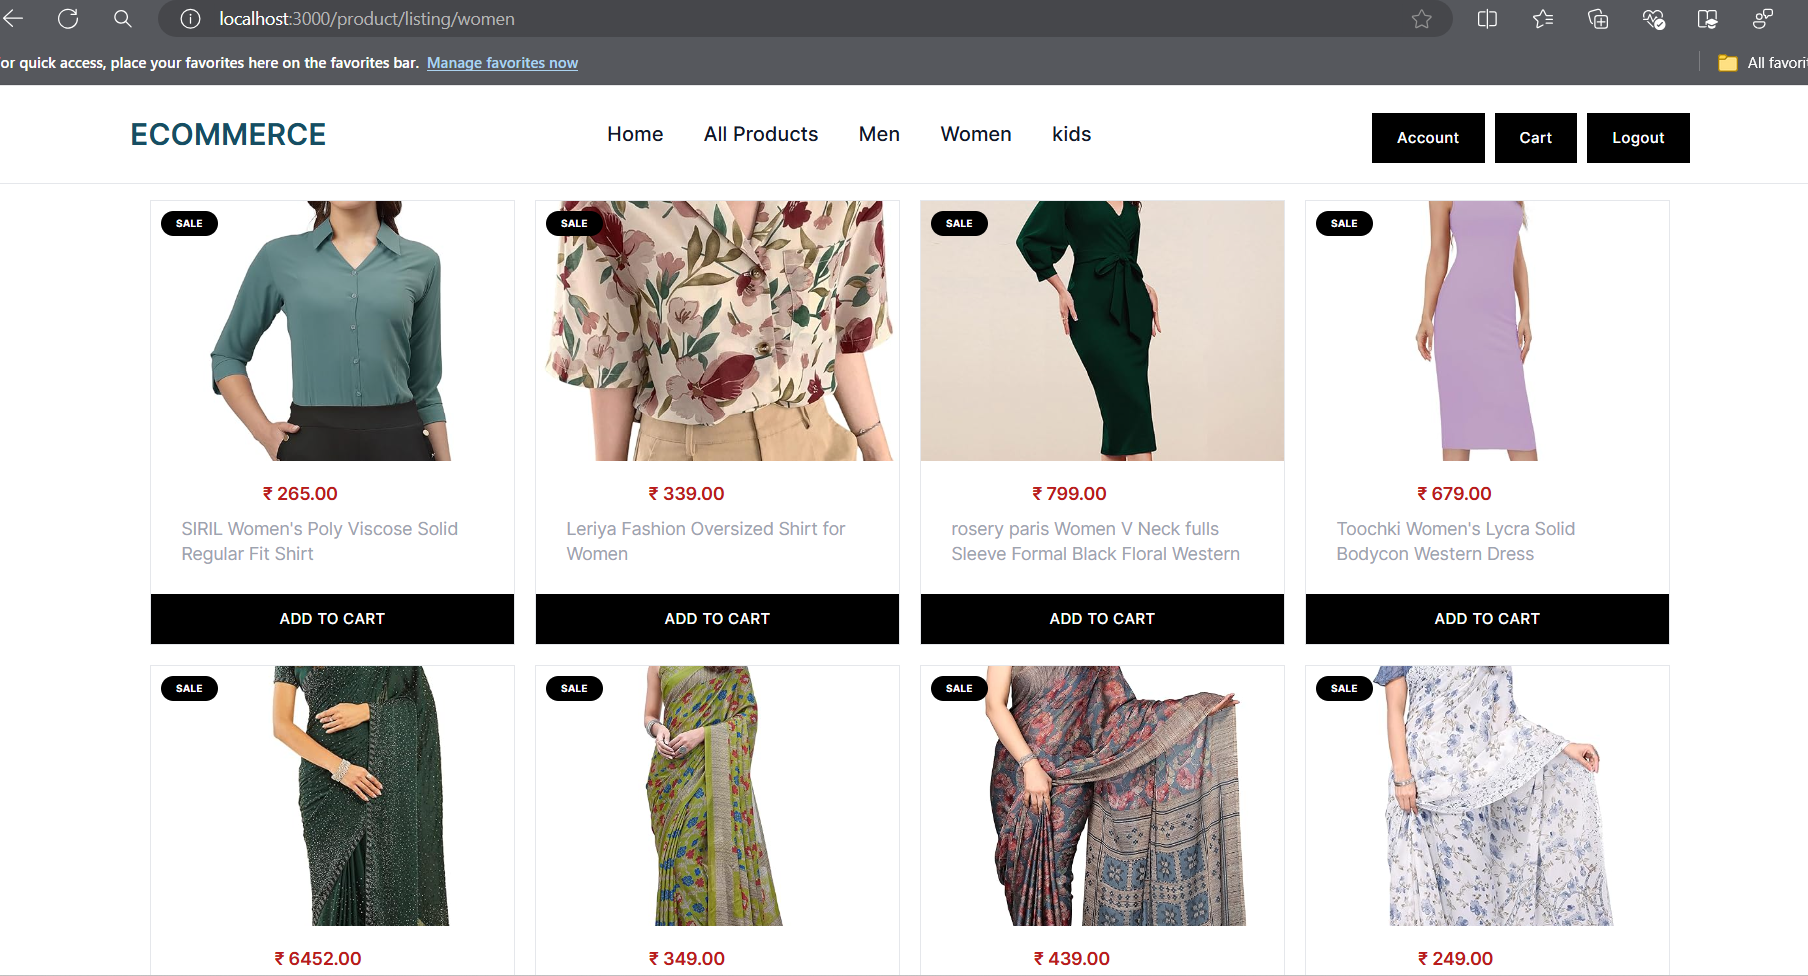 localhost:3000/product/listing/women
or quick access, place your favorites here on the favorites bar. Manage favorites now
All favori
ECOMMERCE
Home All Products Men Women kids
Account Cart Logout
SALE SALE SALE SALE
₹ 265.00
SIRIL Women's Poly Viscose Solid
Regular Fit Shirt
ADD TO CART
₹ 339.00
Leriya Fashion Oversized Shirt for
Women
ADD TO CART
₹ 799.00
rosery paris Women V Neck fulls
Sleeve Formal Black Floral Western
ADD TO CART
₹ 679.00
Toochki Women's Lycra Solid
Bodycon Western Dress
ADD TO CART
SALE SALE SALE SALE
₹ 6452.00
₹ 349.00
₹ 439.00
₹ 249.00